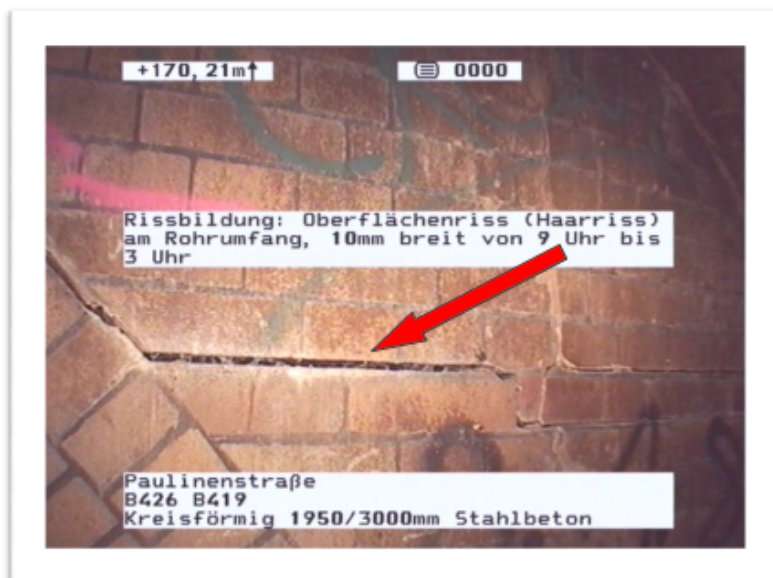 +170,21m↑
0000
Rissbildung: Oberflächenriss (Haarriss)
am Rohrumfang, 10mm breit von 9 Uhr bis
3 Uhr
Paulinenstraße
B426 B419
Kreisförmig 1950/3000mm Stahlbeton